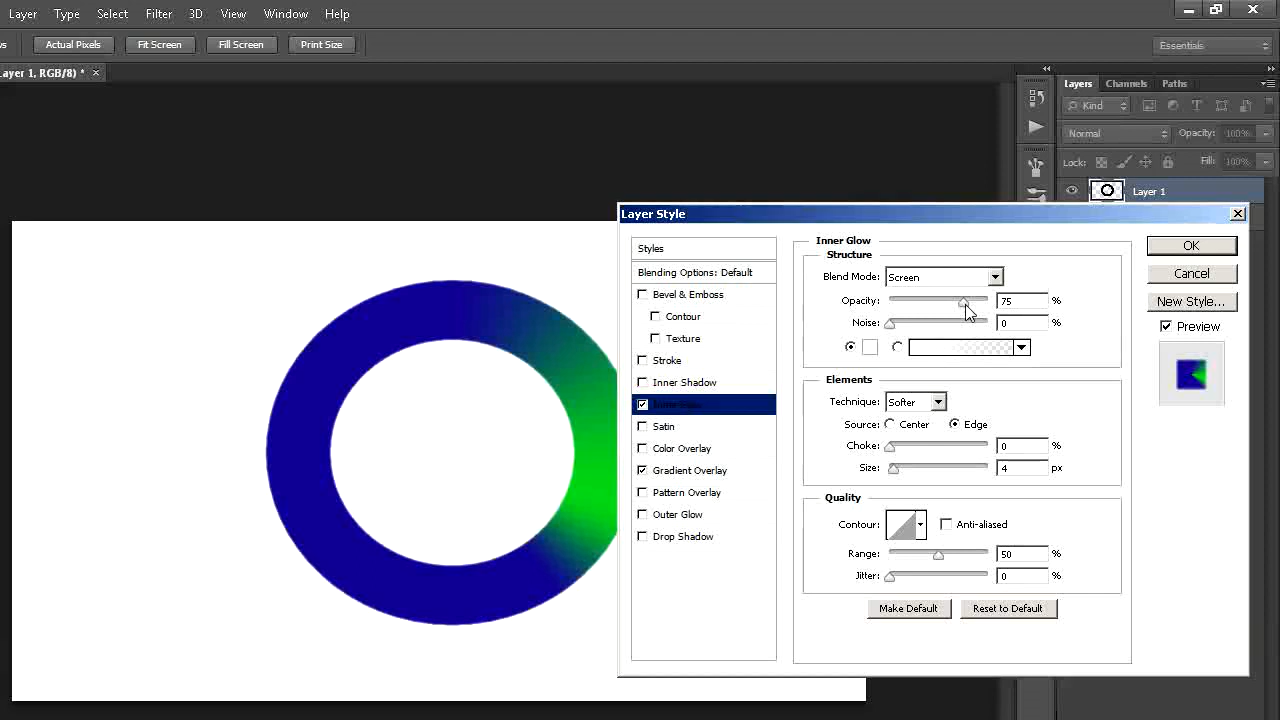 Layer Type Select Filter 3D View Window Help
Actual Pixels Fit Screen Fill Screen Print Size Essentials
ayer 1, RGB/8) * ×
Layers Channels Paths
Kind
Normal Opacity: 100%
Lock: Fill: 100%
Layer 1
Layer Style
Styles
Blending Options: Default
Bevel & Emboss
Contour
Texture
Stroke
Inner Shadow
Satin
Color Overlay
Gradient Overlay
Pattern Overlay
Outer Glow
Drop Shadow
Inner Glow
Structure
Blend Mode: Screen
Opacity: 75 %
Noise: 0 %
Elements
Technique: Softer
Source: Center Edge
Choke: 0 %
Size: 4 px
Quality
Contour: Anti-aliased
Range: 50 %
Jitter: 0 %
Make Default Reset to Default
OK
Cancel
New Style...
Preview